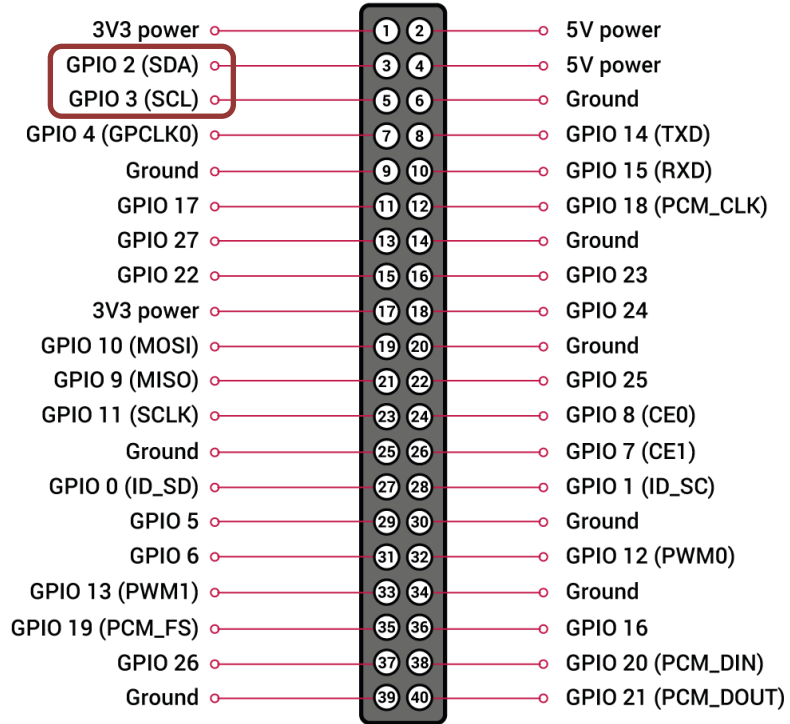 3V3 power 1 2 5V power
GPIO 2 (SDA) 3 4 5V power
GPIO 3 (SCL) 5 6 Ground
GPIO 4 (GPCLK0) 7 8 GPIO 14 (TXD)
Ground 9 10 GPIO 15 (RXD)
GPIO 17 11 12 GPIO 18 (PCM_CLK)
GPIO 27 13 14 Ground
GPIO 22 15 16 GPIO 23
3V3 power 17 18 GPIO 24
GPIO 10 (MOSI) 19 20 Ground
GPIO 9 (MISO) 21 22 GPIO 25
GPIO 11 (SCLK) 23 24 GPIO 8 (CE0)
Ground 25 26 GPIO 7 (CE1)
GPIO 0 (ID_SD) 27 28 GPIO 1 (ID_SC)
GPIO 5 29 30 Ground
GPIO 6 31 32 GPIO 12 (PWM0)
GPIO 13 (PWM1) 33 34 Ground
GPIO 19 (PCM_FS) 35 36 GPIO 16
GPIO 26 37 38 GPIO 20 (PCM_DIN)
Ground 39 40 GPIO 21 (PCM_DOUT)